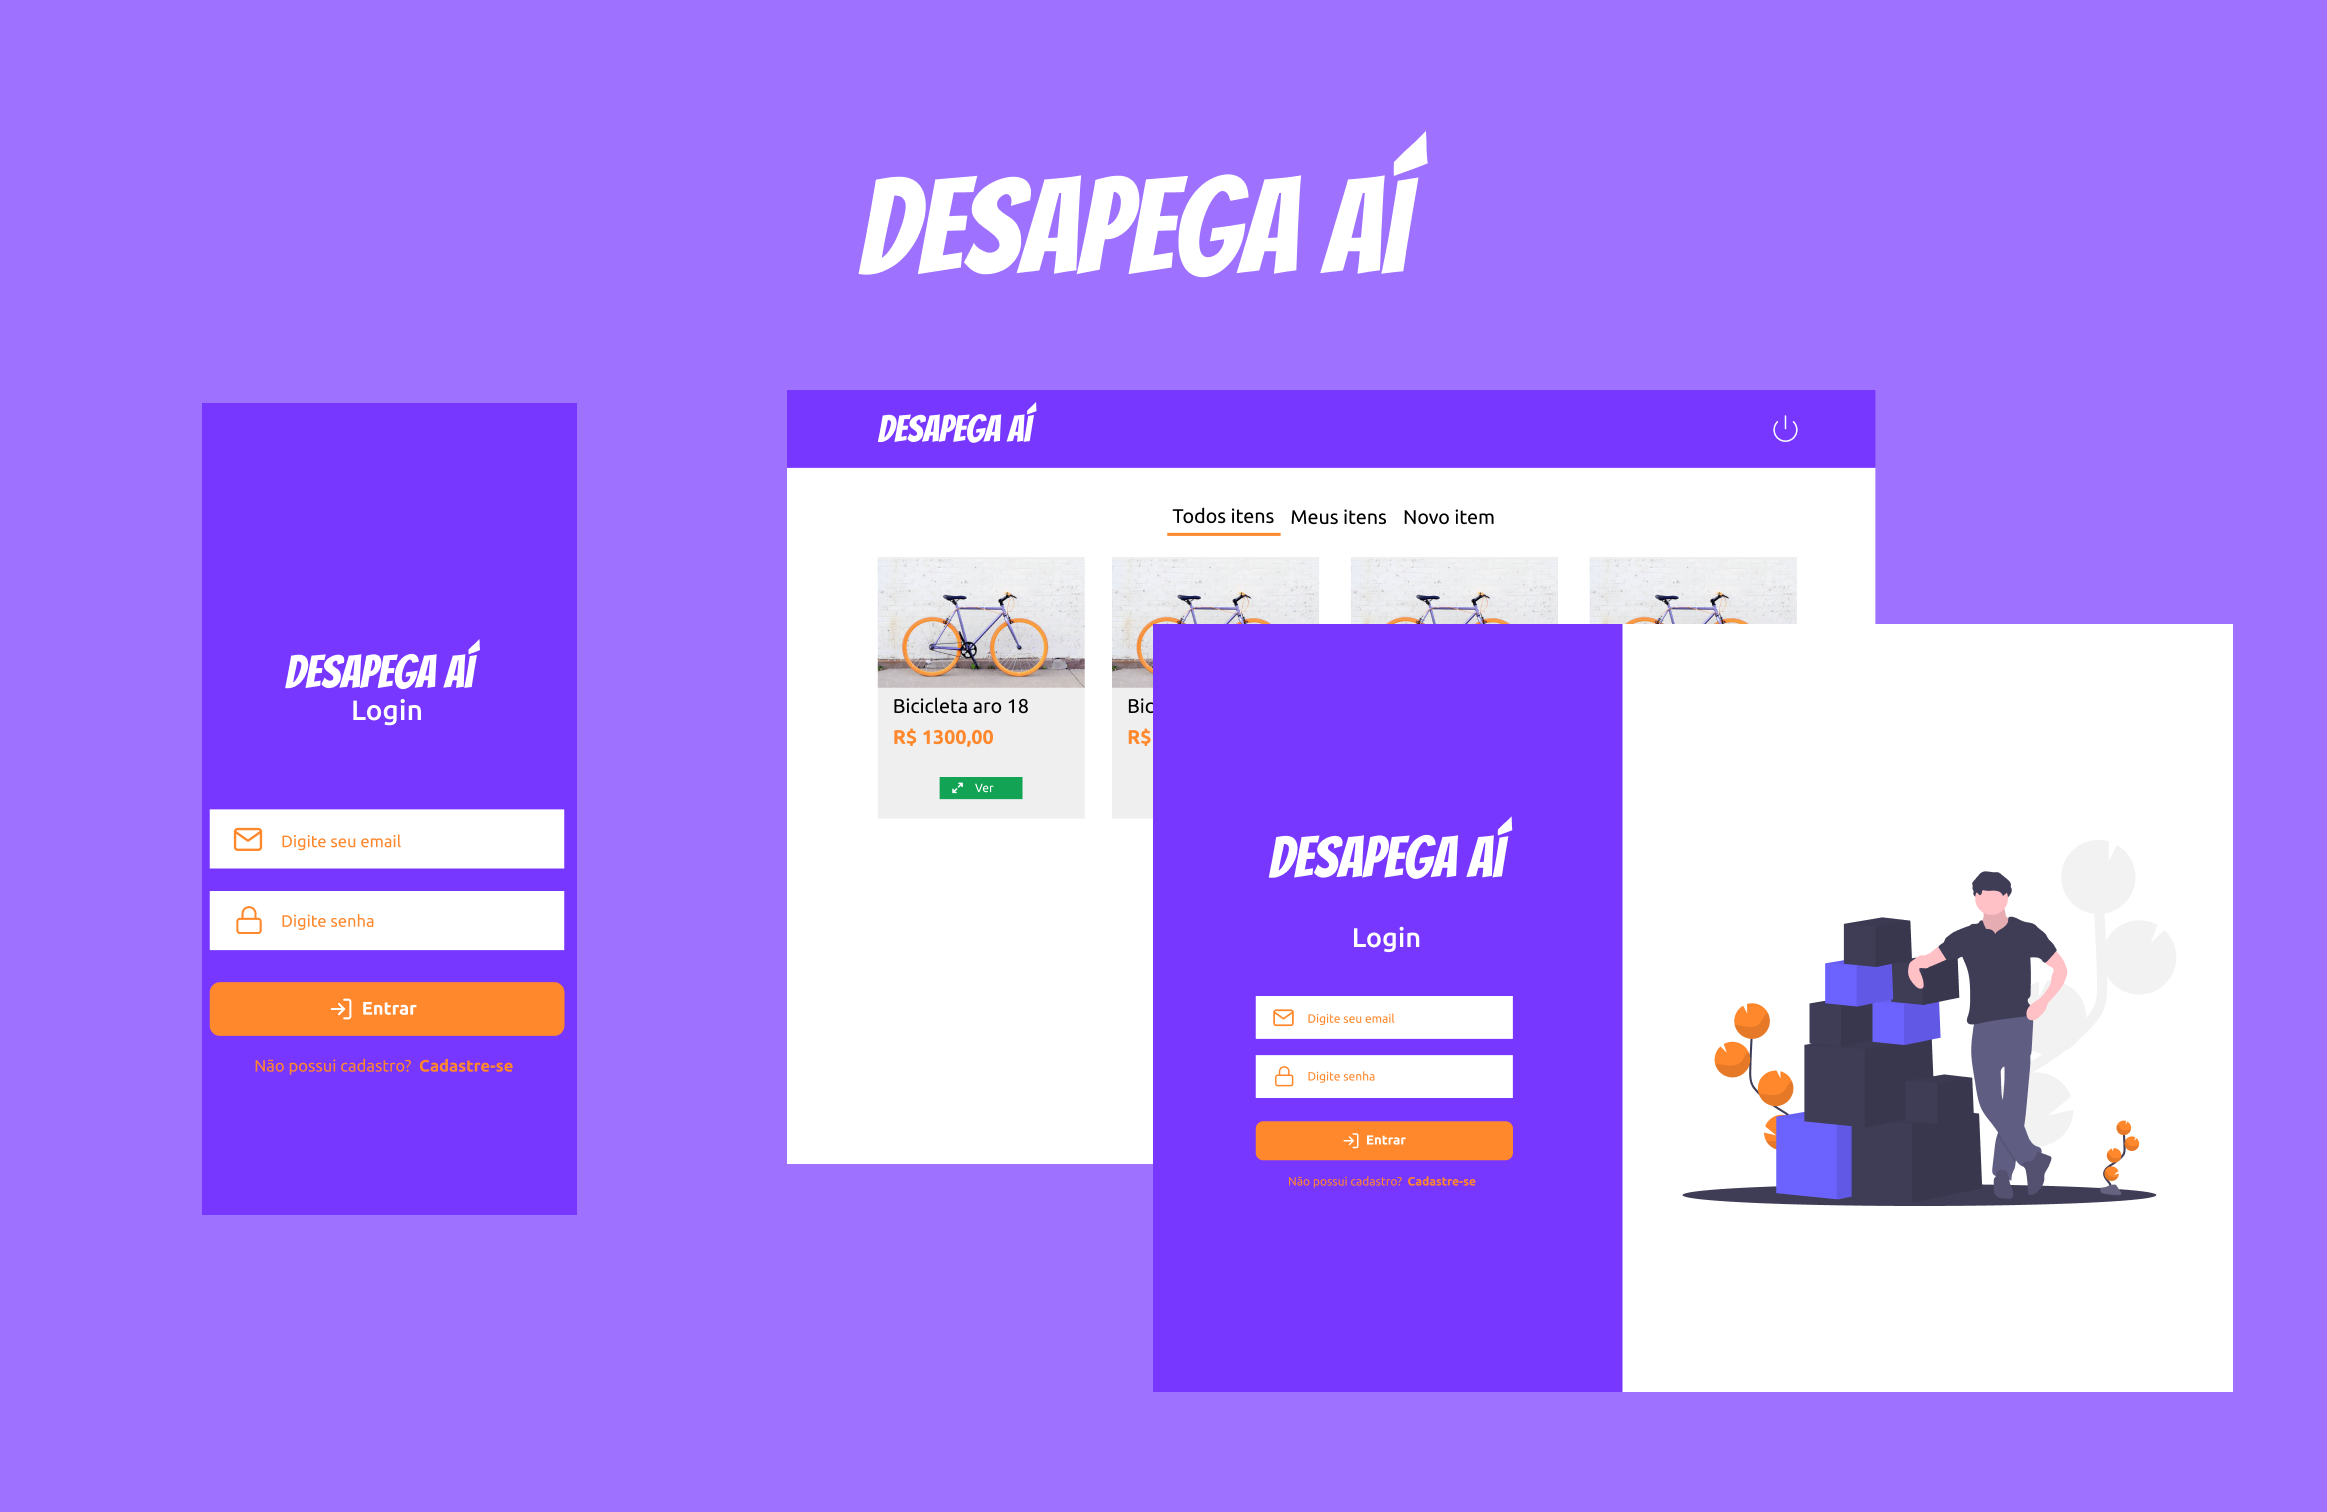 DESAPEGA AÍ
DESAPEGA AÍ
Login
Digite seu email
Digite senha
Entrar
Não possui cadastro? Cadastre-se
DESAPEGA AÍ
Todos itens Meus itens Novo item
Bicicleta aro 18
R$ 1300,00
Ver
Bic
R$
DESAPEGA AÍ
Login
Digite seu email
Digite senha
Entrar
Não possui cadastro? Cadastre-se